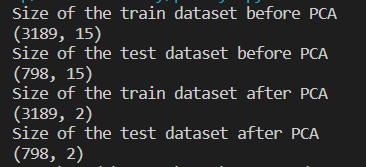 Size of the train dataset before PCA
(3189, 15)
Size of the test dataset before PCA
(798, 15)
Size of the train dataset after PCA
(3189, 2)
Size of the test dataset after PCA
(798, 2)